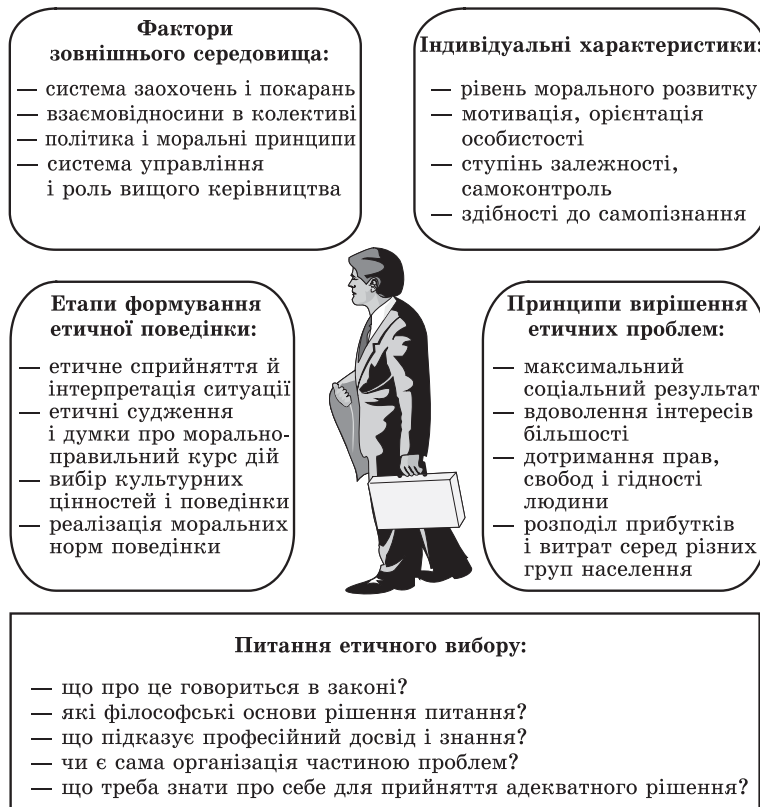 Фактори
зовнішнього середовища:
— система заохочень і покарань
— взаємовідносини в колективі
— політика і моральні принципи
— система управління
і роль вищого керівництва
Індивідуальні характеристики:
— рівень морального розвитку
— мотивація, орієнтація
особистості
— ступінь залежності,
самоконтроль
— здібності до самопізнання
Етапи формування
етичної поведінки:
— етичне сприйняття й
інтерпретація ситуації
— етичні судження
і думки про морально-
правильний курс дій
— вибір культурних
цінностей і поведінки
— реалізація моральних
норм поведінки
Принципи вирішення
етичних проблем:
— максимальний
соціальний результат
— вдоволення інтересів
більшості
— дотримання прав,
свобод і гідності
людини
— розподіл прибутків
і витрат серед різних
груп населення
Питання етичного вибору:
— що про це говориться в законі?
— які філософські основи рішення питання?
— що підказує професійний досвід і знання?
— чи є сама організація частиною проблем?
— що треба знати про себе для прийняття адекватного рішення?